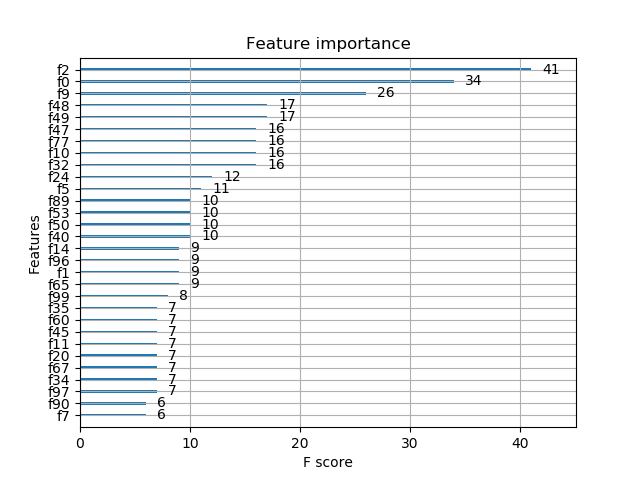 Feature importance
Features
f2 41
f0 34
f9 26
f48 17
f49 17
f47 16
f77 16
f10 16
f32 16
f24 12
f5 11
f89 10
f53 10
f50 10
f40 10
f14 9
f96 9
f1 9
f65 9
f99 8
f35 7
f60 7
f45 7
f11 7
f20 7
f67 7
f34 7
f97 7
f90 6
f7 6
0 10 20 30 40
F score